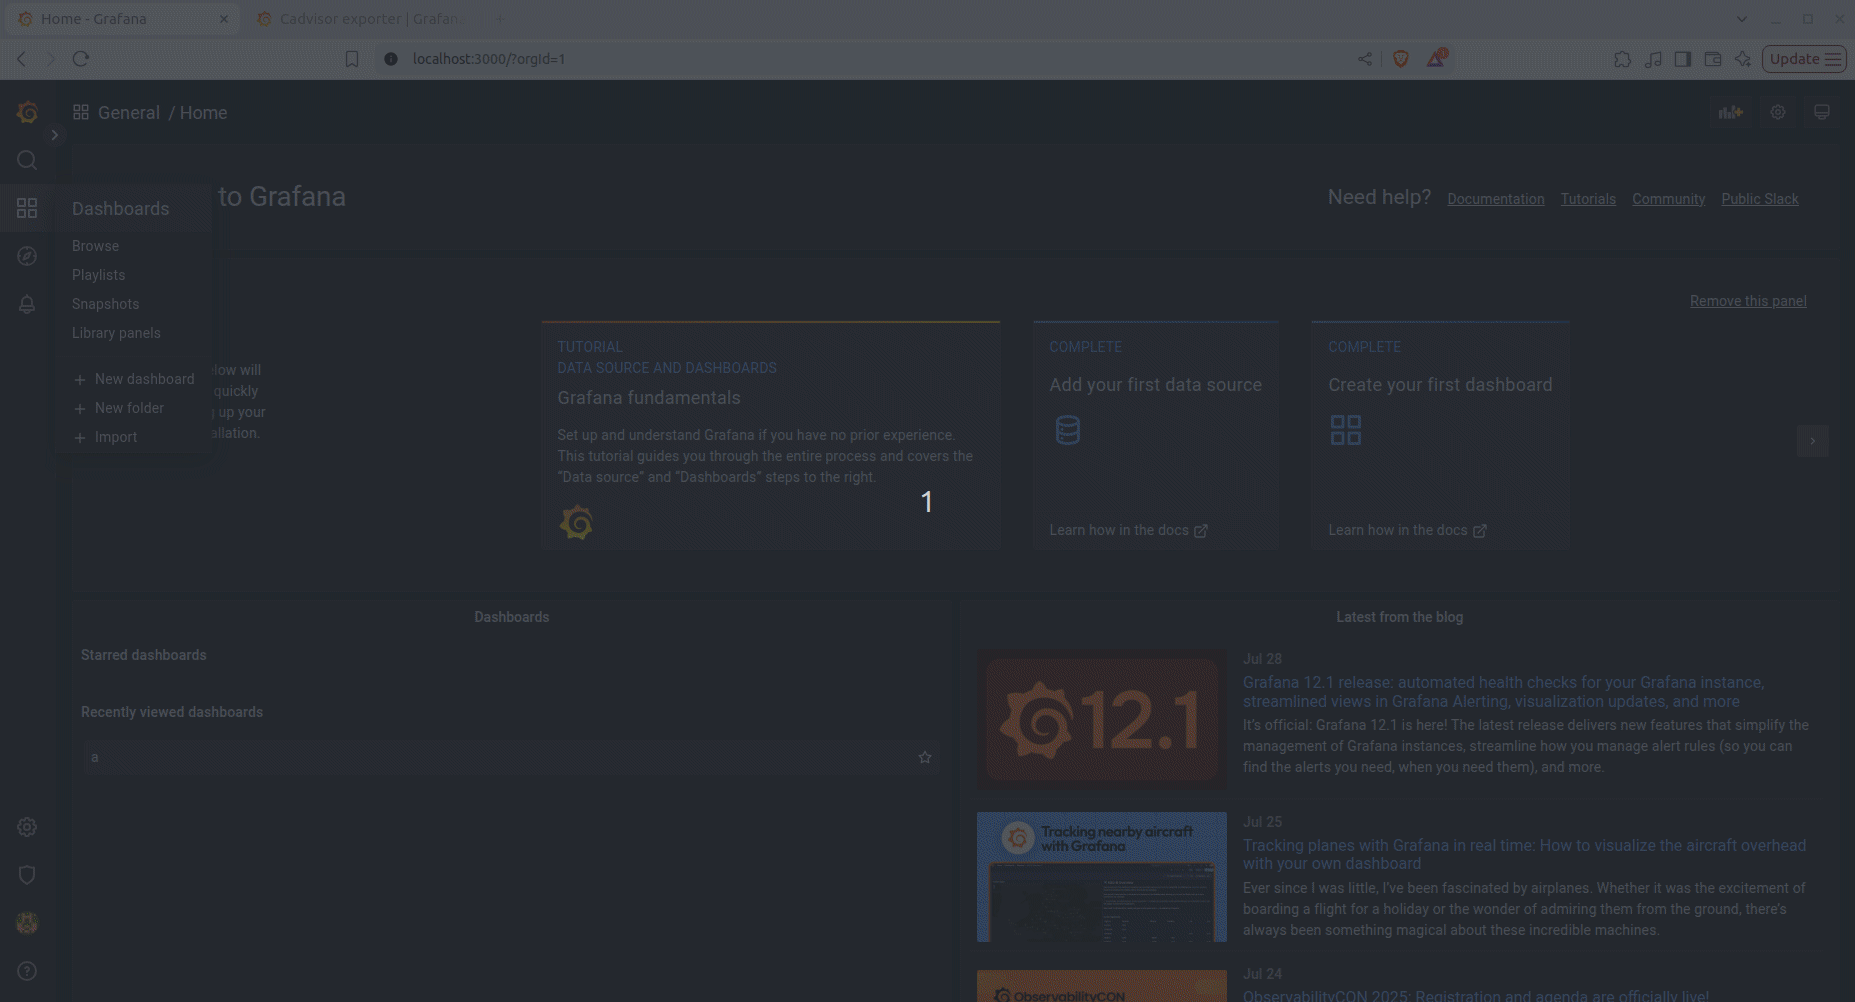 Home - Grafana
Cadvisor exporter | Grafan
localhost:3000/?orgId=1
1
Update
General / Home
to Grafana
Need help? Documentation Tutorials Community Public Slack
Dashboards
Browse
Playlists
Snapshots
Library panels
+ New dashboard
+ New folder
+ Import
low will
quickly
up your
allation.
Remove this panel
TUTORIAL
DATA SOURCE AND DASHBOARDS
Grafana fundamentals
Set up and understand Grafana if you have no prior experience.
This tutorial guides you through the entire process and covers the
“Data source” and “Dashboards” steps to the right.
COMPLETE
Add your first data source
Learn how in the docs
COMPLETE
Create your first dashboard
Learn how in the docs
1
Dashboards
Starred dashboards
Recently viewed dashboards
a
Latest from the blog
12.1
Jul 28
Grafana 12.1 release: automated health checks for your Grafana instance,
streamlined views in Grafana Alerting, visualization updates, and more
It's official: Grafana 12.1 is here! The latest release delivers new features that simplify the
management of Grafana instances, streamline how you manage alert rules (so you can
find the alerts you need, when you need them), and more.
Tracking nearby aircraft
with Grafana
Jul 25
Tracking planes with Grafana in real time: How to visualize the aircraft overhead
with your own dashboard
Ever since I was little, I've been fascinated by airplanes. Whether it was the excitement of
boarding a flight for a holiday or the wonder of admiring them from the ground, there's
always been something magical about these incredible machines.
ObservabilityCON
Jul 24
ObservabilityCON 2025: Registration and agenda are officially live!